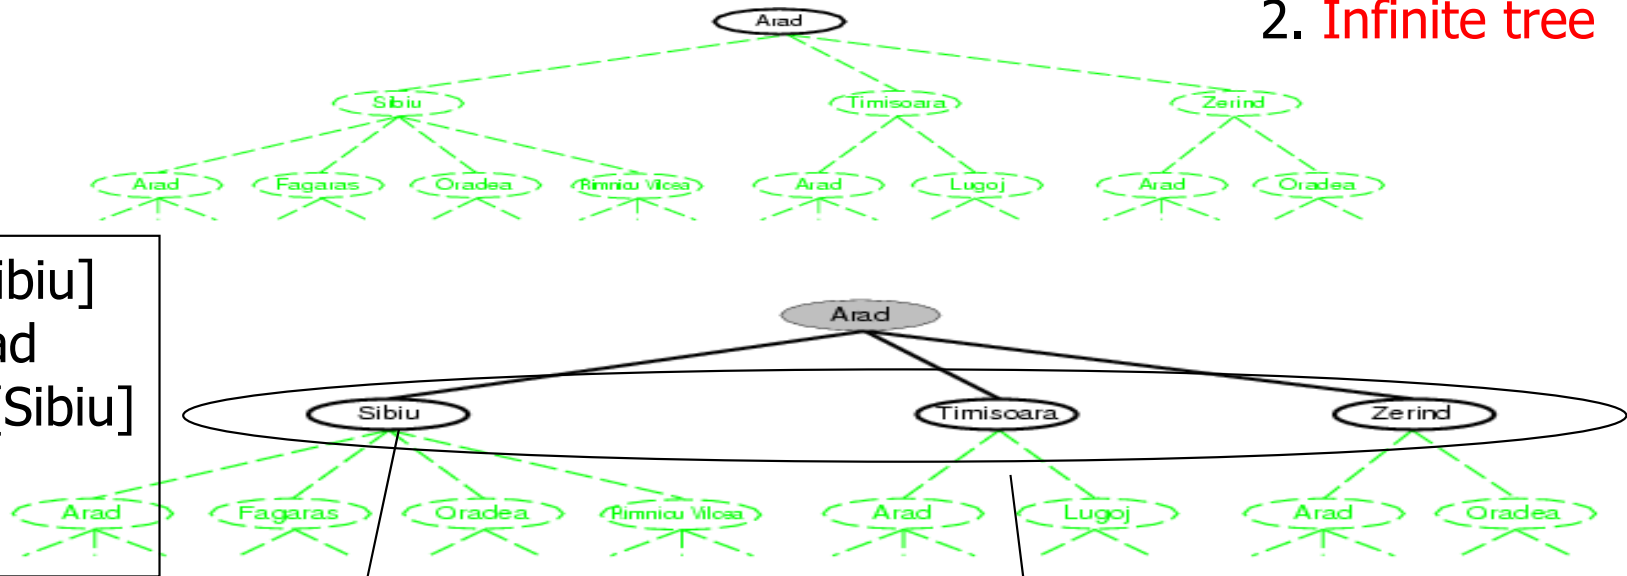 Arad
2. Infinite tree
Sibiu Timisoara Zerind
Arad Fagaras Oradea Rimnicu Vilcea Arad Lugoj Arad Oradea
ibiu]
ad
[Sibiu]
Arad
Sibiu Timisoara Zerind
Arad Fagaras Oradea Rimnicu Vilcea Arad Lugoj Arad Oradea